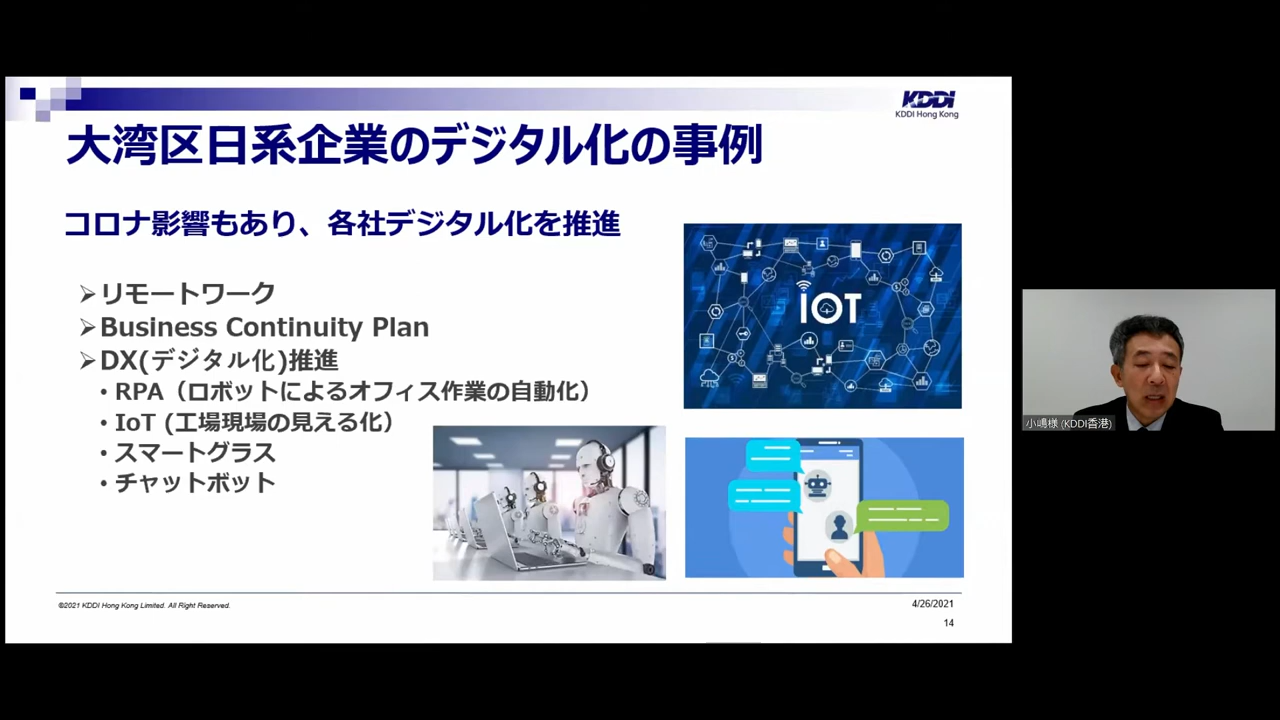 KDDI
KDDI Hong Kong
大湾区日系企業のデジタル化の事例
コロナ影響もあり、各社デジタル化を推進
➢リモートワーク
➢Business Continuity Plan
➢DX(デジタル化)推進
・RPA（ロボットによるオフィス作業の自動化）
・IoT (工場現場の見える化）
・スマートグラス
・チャットボット
IOT
小嶋様 (KDDI香港)
©2021 KDDI Hong Kong Limited. All Right Reserved.
4/26/2021
14